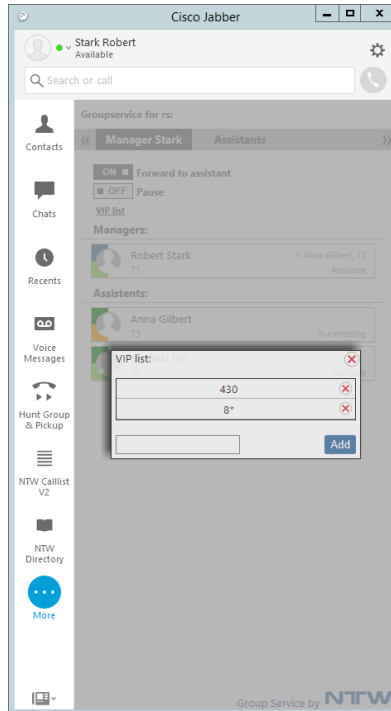 Cisco Jabber
Stark Robert
Available
Search or call
Contacts
Chats
Recents
Voice
Messages
Hunt Group
& Pickup
NTW Calllist
V2
NTW
Directory
More
Groupservice for rs:
Manager Stark Assistants
ON Forward to assistant
OFF Pause
VIP list
Managers:
Robert Stark > Anna Gilbert, 73
71 Available
Assistents:
Anna Gilbert
73 in a meeting
VIP list:
430
8*
Add
Group Service by NTW